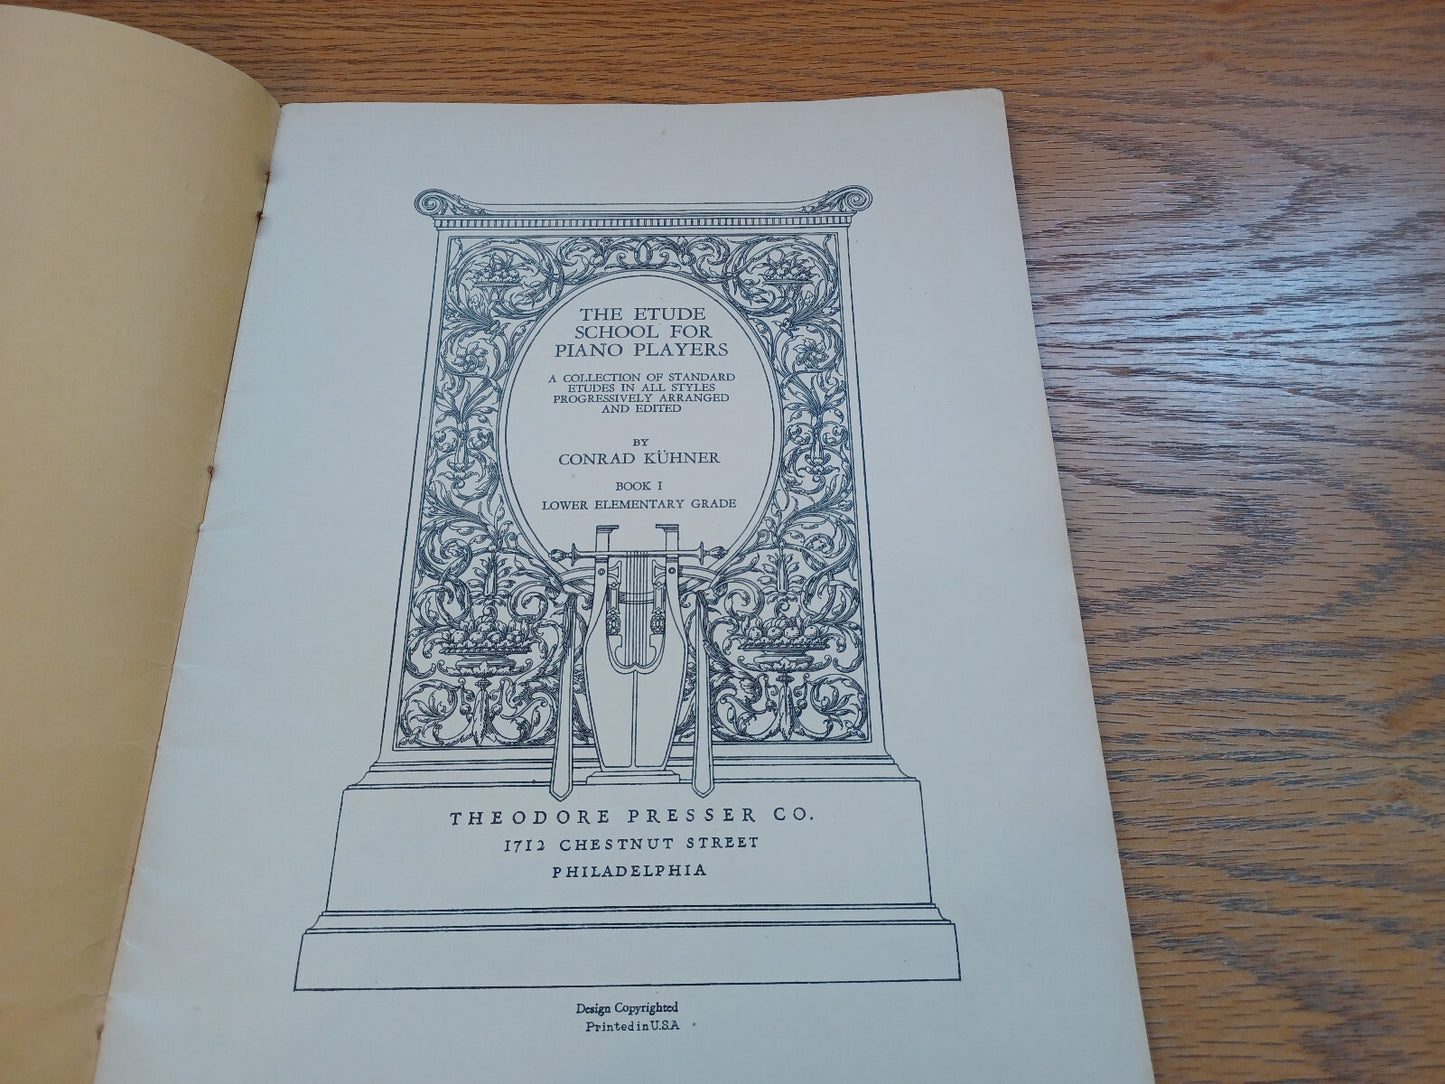 THE ETUDE
SCHOOL FOR
PIANO PLAYERS
A COLLECTION OF STANDARD
ETUDES IN ALL STYLES
PROGRESSIVELY ARRANGED
AND EDITED
BY
CONRAD KÜHNER
BOOK I
LOWER ELEMENTARY GRADE
THEODORE PRESSER CO.
1712 CHESTNUT STREET
PHILADELPHIA
Design Copyrighted
Printed in U.S.A